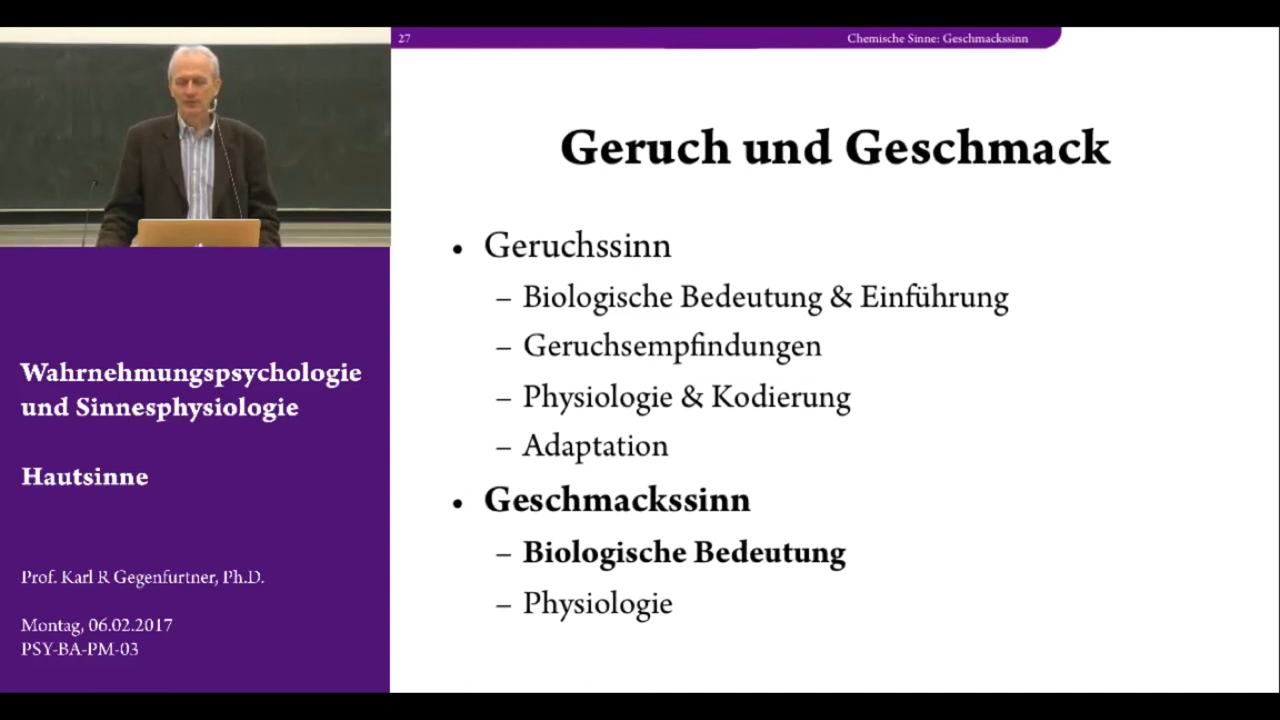 27
Chemische Sinne: Geschmackssinn
Geruch und Geschmack
• Geruchssinn
– Biologische Bedeutung & Einführung
– Geruchsempfindungen
– Physiologie & Kodierung
– Adaptation
• Geschmackssinn
– Biologische Bedeutung
– Physiologie
Wahrnehmungspsychologie
und Sinnesphysiologie
Hautsinne
Prof. Karl R Gegenfurtner, Ph.D.
Montag, 06.02.2017
PSY-BA-PM-03